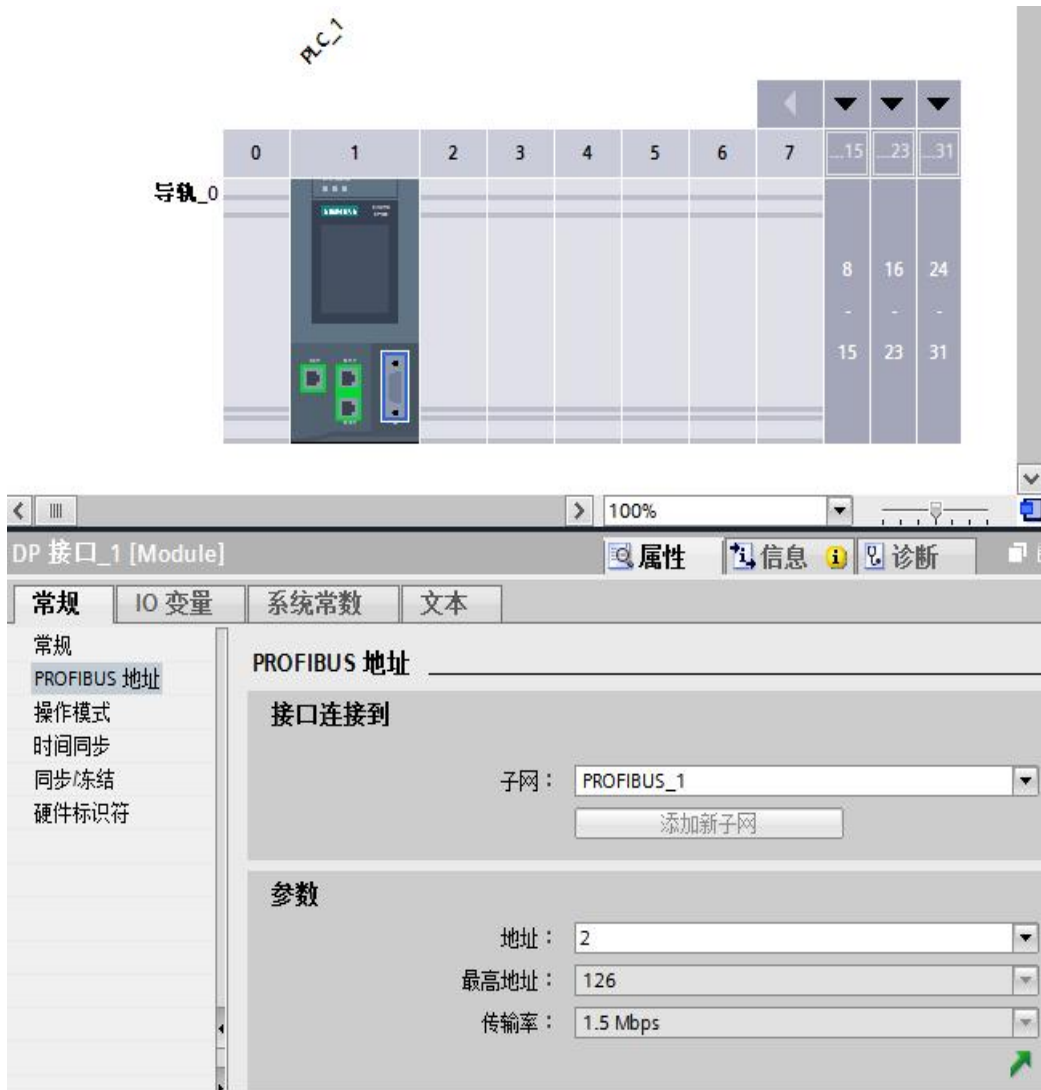 PLC_1
0 1 2 3 4 5 6 7 ...15 ...23 ...31
导轨_0
SIEMENS
8 16 24
- - -
15 23 31
100%
DP 接口_1 [Module]
属性 信息 诊断
常规 IO 变量 系统常数 文本
常规
PROFIBUS 地址
操作模式
时间同步
同步/冻结
硬件标识符
PROFIBUS 地址
接口连接到
子网： PROFIBUS_1
添加新子网
参数
地址： 2
最高地址： 126
传输率： 1.5 Mbps